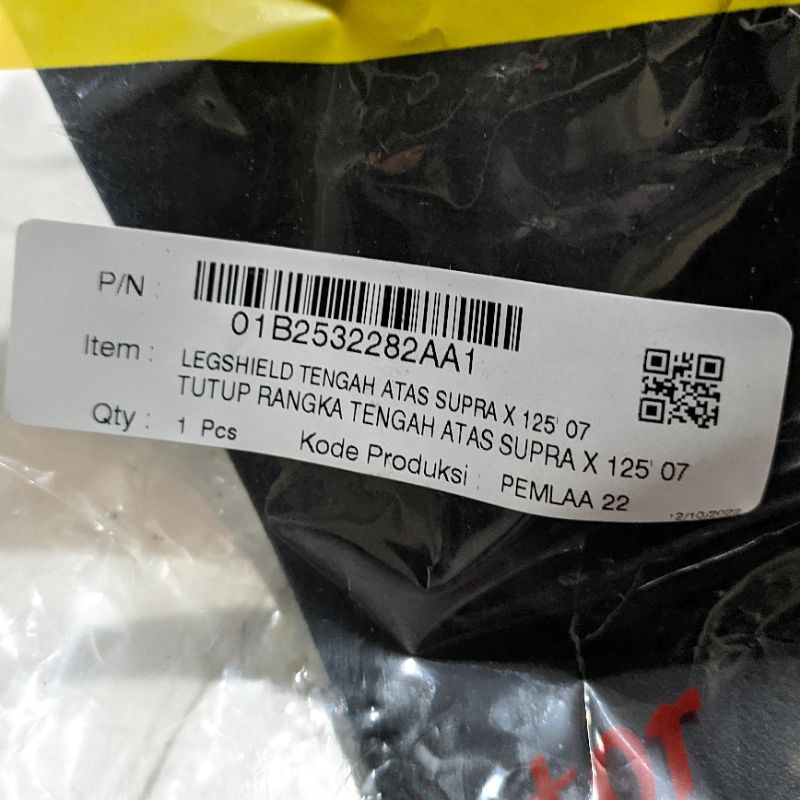 P/N :
01B2532282AA1
Item : LEGSHIELD TENGAH ATAS SUPRA X 125' 07
TUTUP RANGKA TENGAH ATAS SUPRA X 125' 07
Qty : 1 Pcs Kode Produksi : PEMLAA 22
12/10/2022